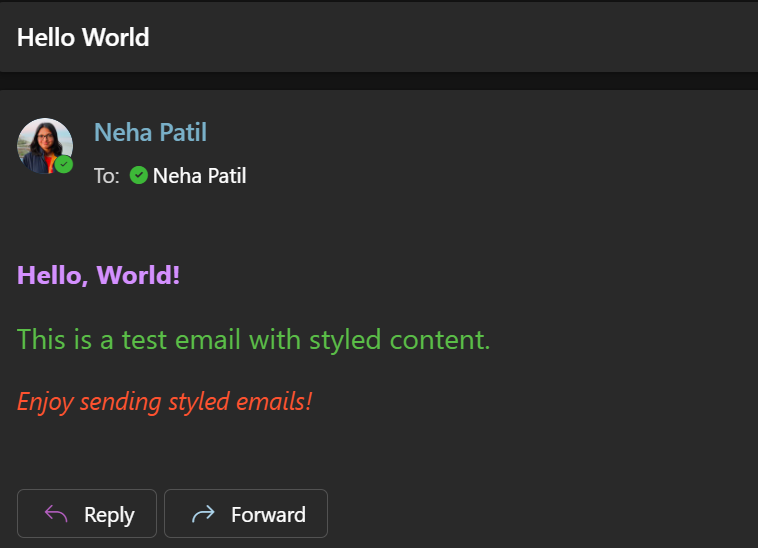 Hello World
Neha Patil
To: Neha Patil
Hello, World!
This is a test email with styled content.
Enjoy sending styled emails!
Reply Forward